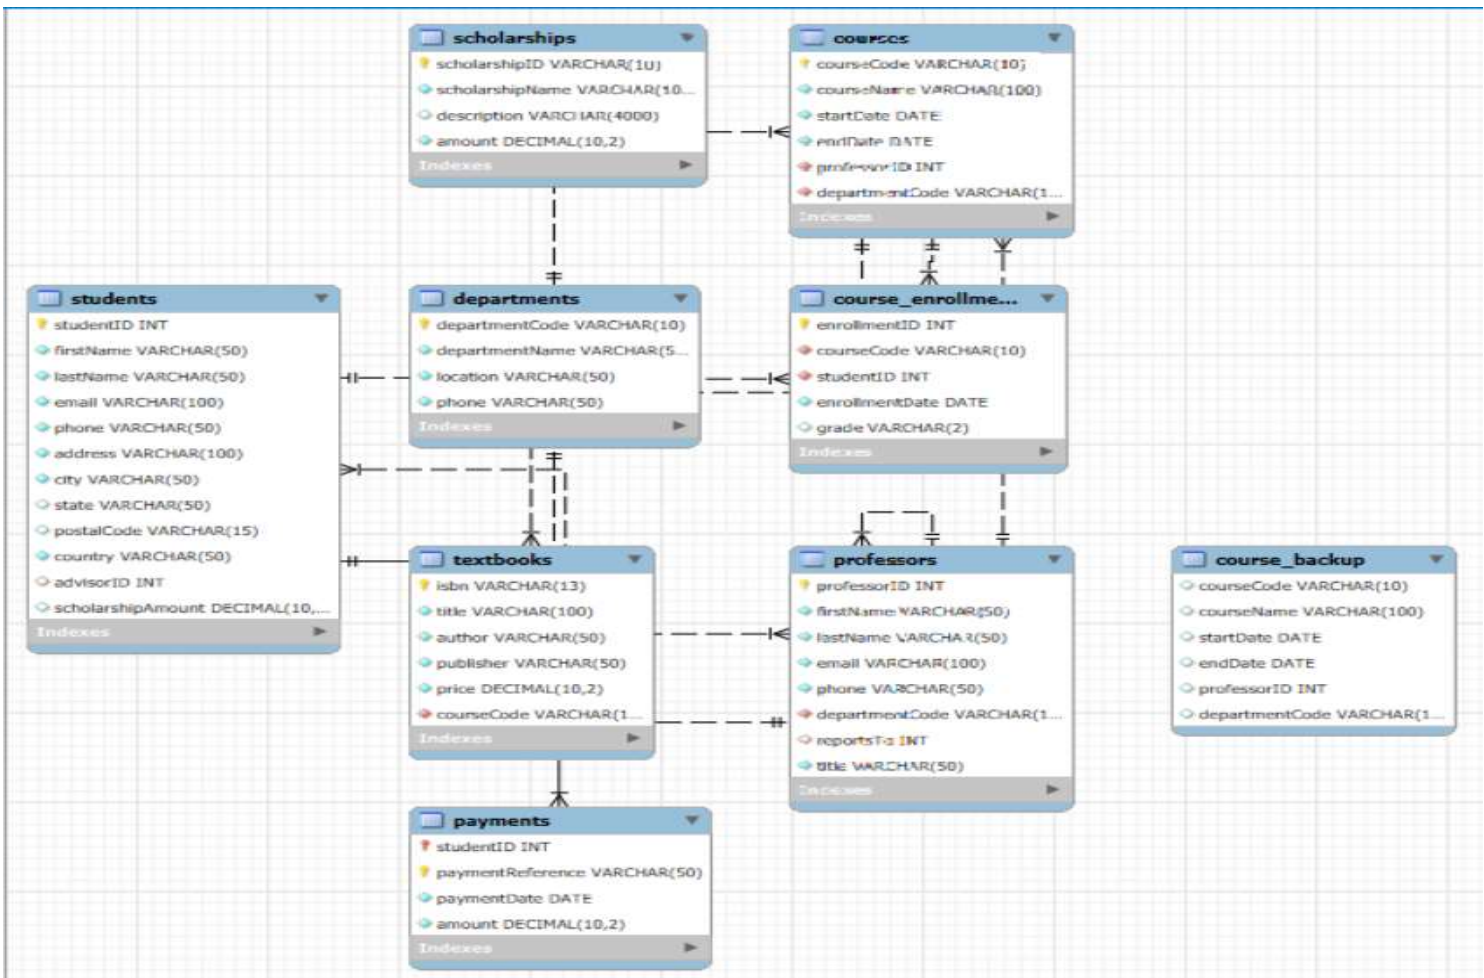 scholarships
scholarshipID VARCHAR(10)
scholarshipName VARCHAR(10...
description VARCHAR(4000)
amount DECIMAL(10,2)
Indexes
courses
courseCode VARCHAR(10)
courseName VARCHAR(100)
startDate DATE
endDate DATE
professorID INT
departmentCode VARCHAR(1...
Indexes
students
studentID INT
firstName VARCHAR(50)
lastName VARCHAR(50)
email VARCHAR(100)
phone VARCHAR(50)
address VARCHAR(100)
city VARCHAR(50)
state VARCHAR(50)
postalCode VARCHAR(15)
country VARCHAR(50)
advisorID INT
scholarshipAmount DECIMAL(10,...
Indexes
departments
departmentCode VARCHAR(10)
departmentName VARCHAR(5...
location VARCHAR(50)
phone VARCHAR(50)
Indexes
course_enrollme...
enrollmentID INT
courseCode VARCHAR(10)
studentID INT
enrollmentDate DATE
grade VARCHAR(2)
Indexes
textbooks
isbn VARCHAR(13)
title VARCHAR(100)
author VARCHAR(50)
publisher VARCHAR(50)
price DECIMAL(10,2)
courseCode VARCHAR(1...
Indexes
professors
professorID INT
firstName VARCHAR(50)
lastName VARCHAR(50)
email VARCHAR(100)
phone VARCHAR(50)
departmentCode VARCHAR(1...
reportsTo INT
title VARCHAR(50)
Indexes
course_backup
courseCode VARCHAR(10)
courseName VARCHAR(100)
startDate DATE
endDate DATE
professorID INT
departmentCode VARCHAR(1...
payments
studentID INT
paymentReference VARCHAR(50)
paymentDate DATE
amount DECIMAL(10,2)
Indexes